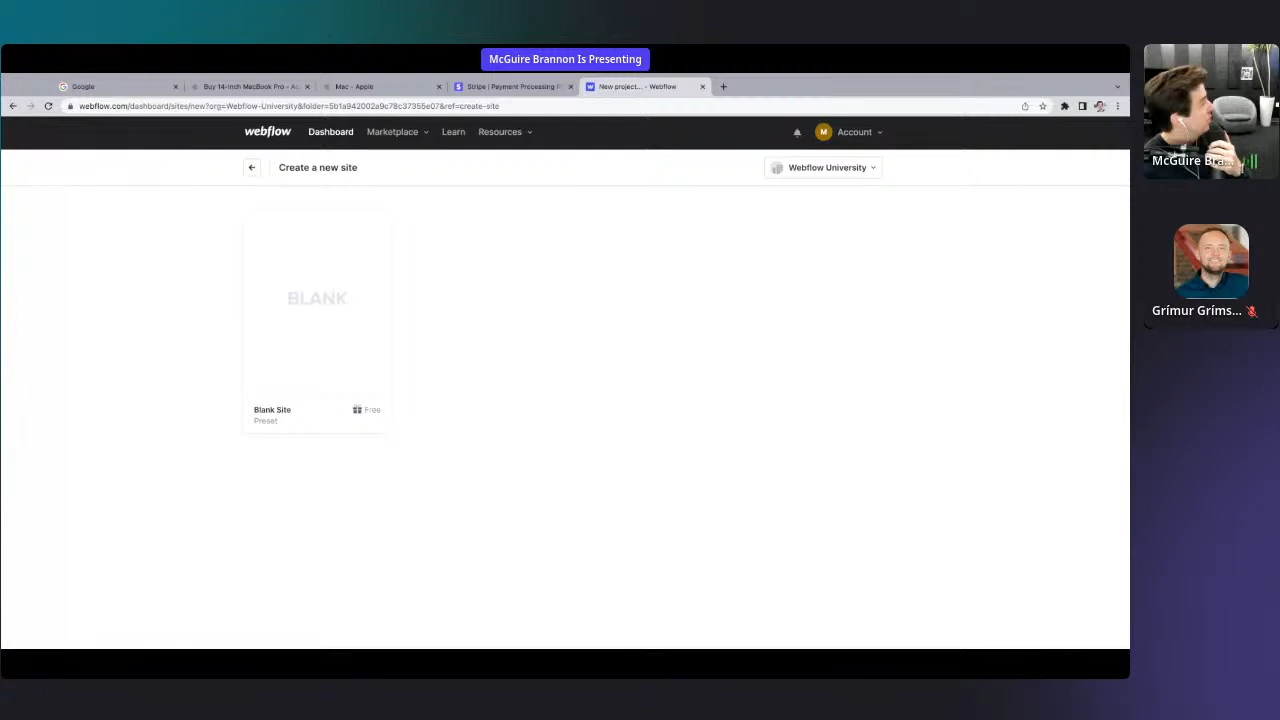 McGuire Brannon Is Presenting
Google
Buy 14-inch MacBook Pro - A
Mac - Apple
Stripe | Payment Processing P
New project... - Webflow
webflow.com/dashboard/sites/new?org=Webflow-University&folder=5b1a942002a9c78c37355e07&ref=create-site
webflow
Dashboard
Marketplace
Learn
Resources
M
Account
Create a new site
Webflow University
BLANK
Blank Site
Free
Preset
McGuire Bra...
Grímur Gríms...